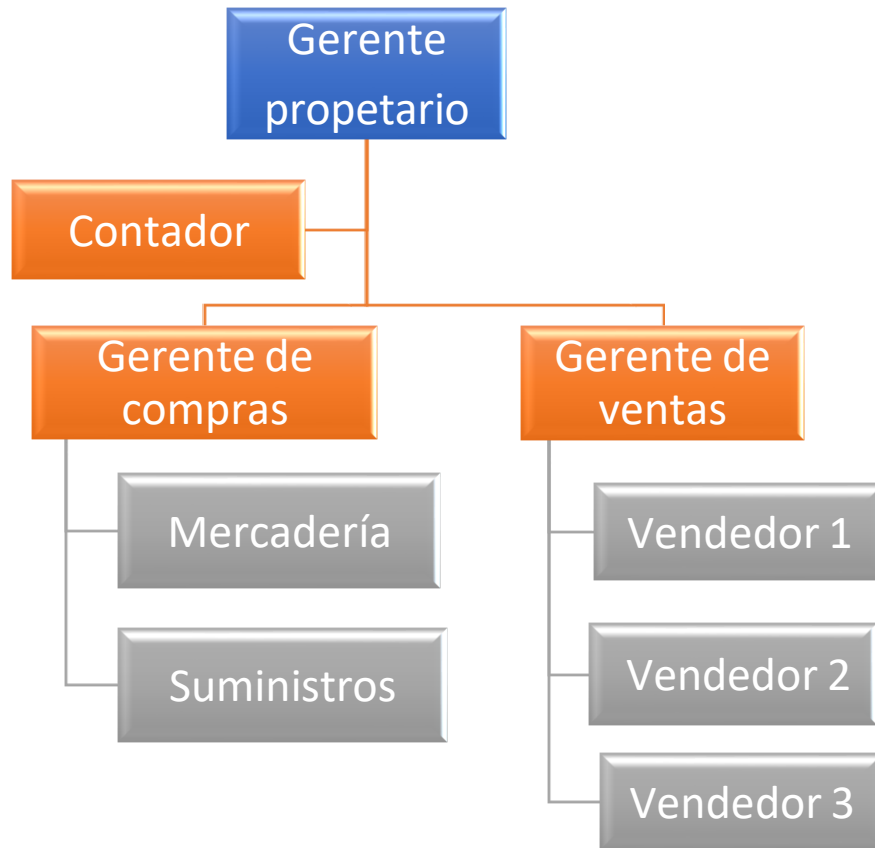 Gerente
propetario
Contador
Gerente de
compras
Gerente de
ventas
Mercadería
Suministros
Vendedor 1
Vendedor 2
Vendedor 3